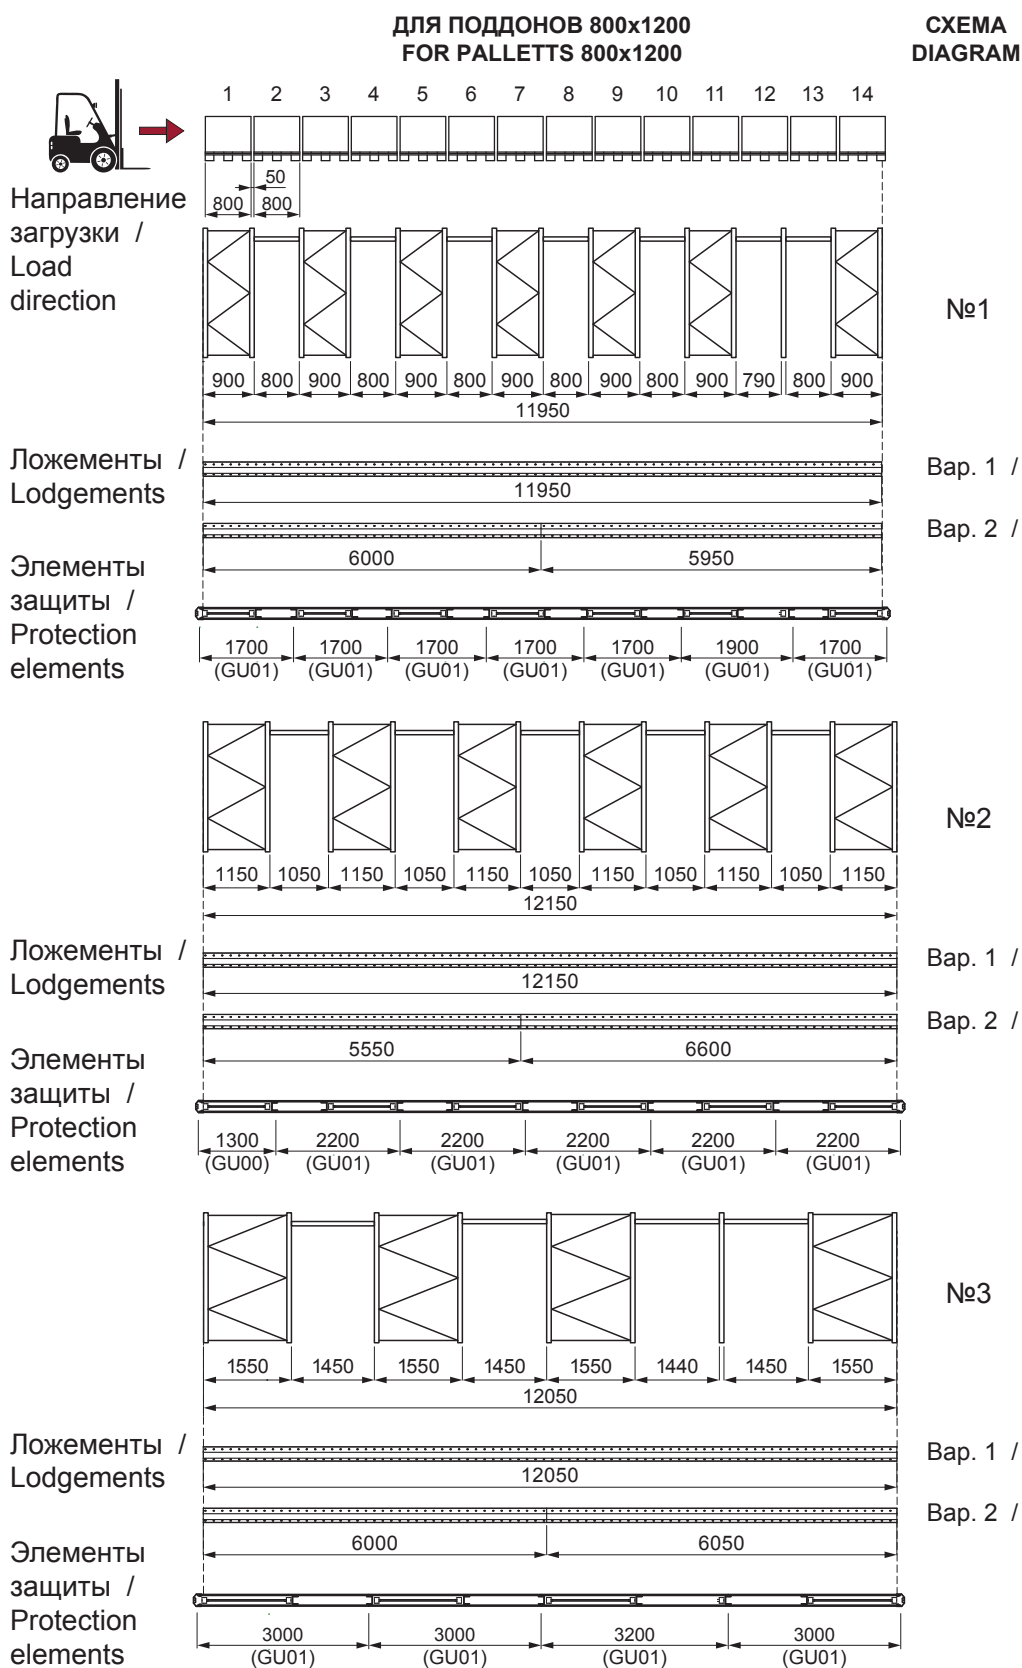 ДЛЯ ПОДДОНОВ 800x1200
FOR PALLETTS 800x1200
СХЕМА
DIAGRAM
1 2 3 4 5 6 7 8 9 10 11 12 13 14
Направление
загрузки /
Load
direction
50
800 800
№1
900 800 900 800 900 800 900 800 900 800 900 790 800 900
11950
Ложементы /
Lodgements
Вар. 1 /
11950
Вар. 2 /
6000 5950
Элементы
защиты /
Protection
elements
1700 1700 1700 1700 1700 1900 1700
(GU01) (GU01) (GU01) (GU01) (GU01) (GU01) (GU01)
№2
1150 1050 1150 1050 1150 1050 1150 1050 1150 1050 1150
12150
Ложементы /
Lodgements
Вар. 1 /
12150
Вар. 2 /
5550 6600
Элементы
защиты /
Protection
elements
1300 2200 2200 2200 2200 2200
(GU00) (GU01) (GU01) (GU01) (GU01) (GU01)
№3
1550 1450 1550 1450 1550 1440 1450 1550
12050
Ложементы /
Lodgements
Вар. 1 /
12050
Вар. 2 /
6000 6050
Элементы
защиты /
Protection
elements
3000 3000 3200 3000
(GU01) (GU01) (GU01) (GU01)